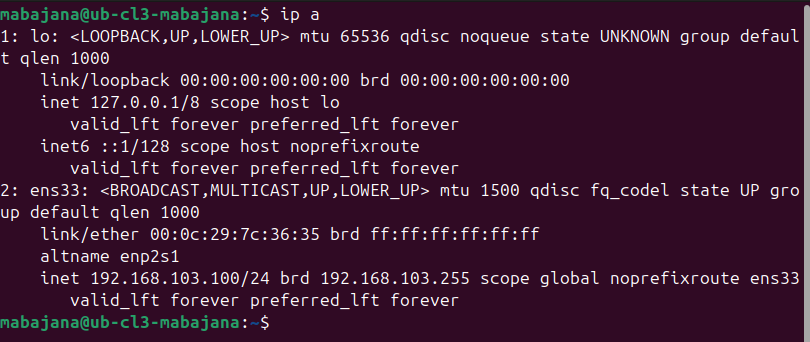 mabajana@ub-cl3-mabajana:~$ ip a
1: lo: <LOOPBACK,UP,LOWER_UP> mtu 65536 qdisc noqueue state UNKNOWN group defaul
t qlen 1000
    link/loopback 00:00:00:00:00:00 brd 00:00:00:00:00:00
    inet 127.0.0.1/8 scope host lo
       valid_lft forever preferred_lft forever
    inet6 ::1/128 scope host noprefixroute
       valid_lft forever preferred_lft forever
2: ens33: <BROADCAST,MULTICAST,UP,LOWER_UP> mtu 1500 qdisc fq_codel state UP gro
up default qlen 1000
    link/ether 00:0c:29:7c:36:35 brd ff:ff:ff:ff:ff:ff
    altname enp2s1
    inet 192.168.103.100/24 brd 192.168.103.255 scope global noprefixroute ens33
       valid_lft forever preferred_lft forever
mabajana@ub-cl3-mabajana:~$